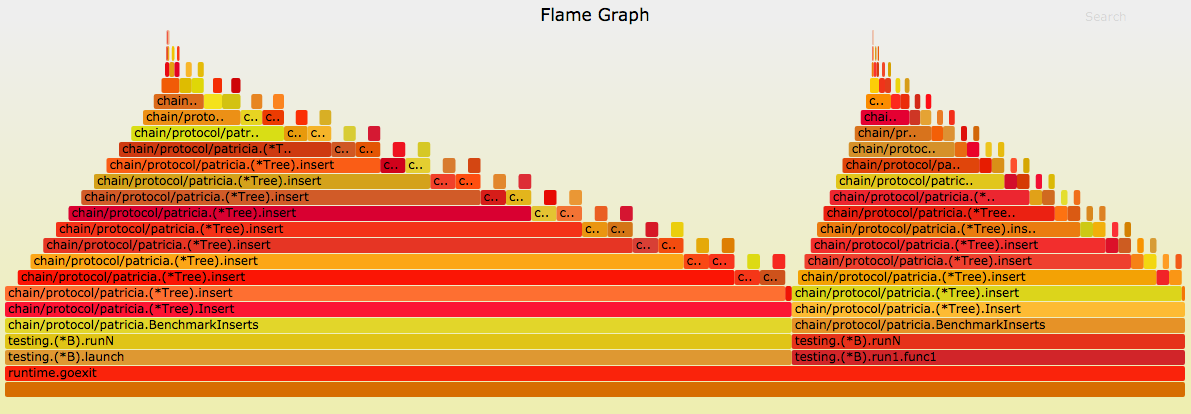 Flame Graph
Search
chain.. c..
chain/proto.. c.. c.. chai..
chain/protocol/patr.. c.. c.. chain/pr..
chain/protocol/patricia.(*T.. c.. c.. chain/protoc..
chain/protocol/patricia.(*Tree).insert c.. c.. chain/protocol/pa..
chain/protocol/patricia.(*Tree).insert c.. c.. chain/protocol/patric..
chain/protocol/patricia.(*Tree).insert c.. c.. chain/protocol/patricia.(*..
chain/protocol/patricia.(*Tree).insert c.. c.. chain/protocol/patricia.(*Tree..
chain/protocol/patricia.(*Tree).insert c.. c.. chain/protocol/patricia.(*Tree).ins..
chain/protocol/patricia.(*Tree).insert c.. c.. chain/protocol/patricia.(*Tree).insert
chain/protocol/patricia.(*Tree).insert c.. c.. chain/protocol/patricia.(*Tree).insert
chain/protocol/patricia.(*Tree).insert c.. c.. chain/protocol/patricia.(*Tree).insert
chain/protocol/patricia.(*Tree).insert chain/protocol/patricia.(*Tree).insert
chain/protocol/patricia.(*Tree).Insert chain/protocol/patricia.(*Tree).Insert
chain/protocol/patricia.BenchmarkInserts chain/protocol/patricia.BenchmarkInserts
testing.(*B).runN testing.(*B).runN
testing.(*B).launch testing.(*B).run1.func1
runtime.goexit